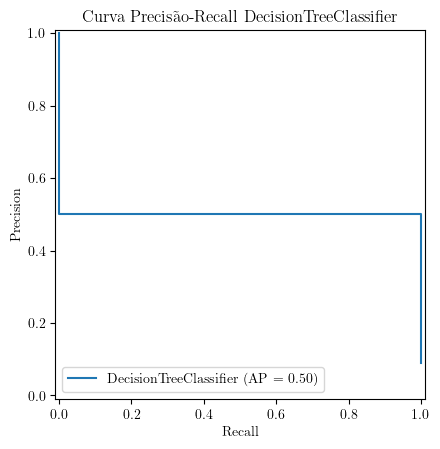 Curva Precisão-Recall DecisionTreeClassifier
1.0
0.8
0.6
0.4
0.2
0.0
Precision
DecisionTreeClassifier (AP = 0.50)
0.0 0.2 0.4 0.6 0.8 1.0
Recall